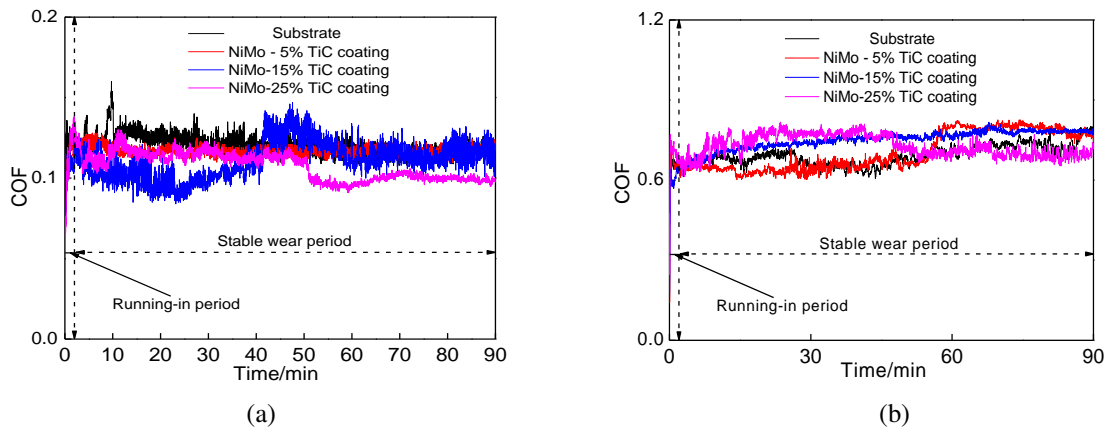 0.2
0.1
0.0
COF
Substrate
NiMo - 5% TiC coating
NiMo-15% TiC coating
NiMo-25% TiC coating
Stable wear period
Running-in period
0 10 20 30 40 50 60 70 80 90
Time/min
(a)
1.2
0.6
0.0
COF
Substrate
NiMo - 5% TiC coating
NiMo-15% TiC coating
NiMo-25% TiC coating
Stable wear period
Running-in period
0 30 60 90
Time/min
(b)